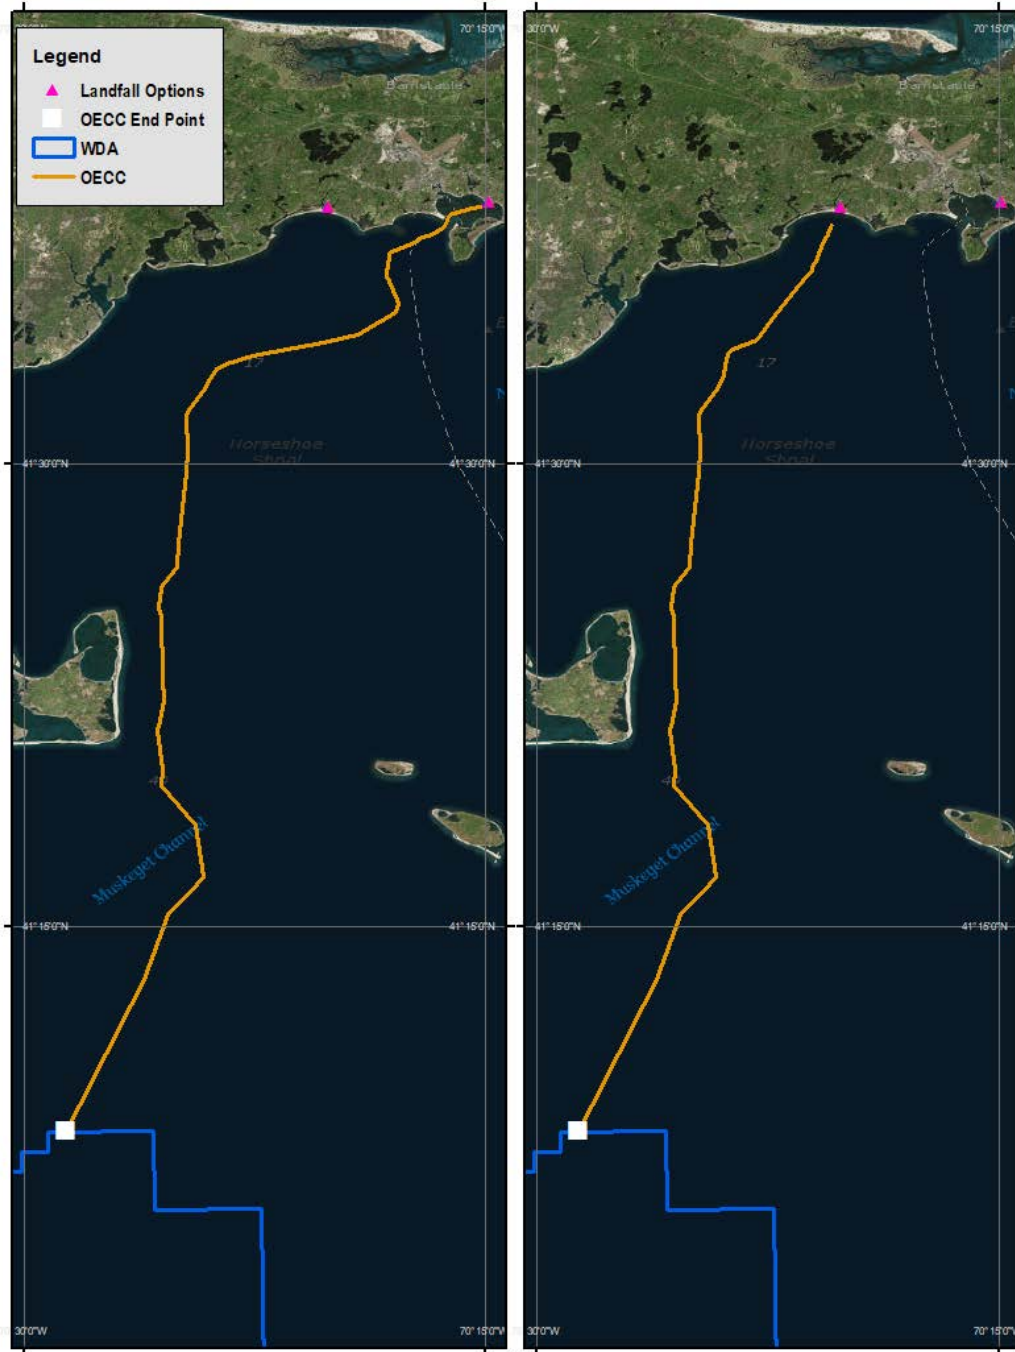 30'0"W
70°15'0"W
Legend
Landfall Options
OECC End Point
WDA
OECC
Barnstable
17
Horseshoe
Shoal
41°30'0"N
41°30'0"N
Muskeget Channel
41°15'0"N
41°15'0"N
30'0"W
70°15'0"W
30'0"W
70°15'0"W
Barnstable
17
Horseshoe
Shoal
41°30'0"N
41°30'0"N
Muskeget Channel
41°15'0"N
41°15'0"N
30'0"W
70°15'0"W